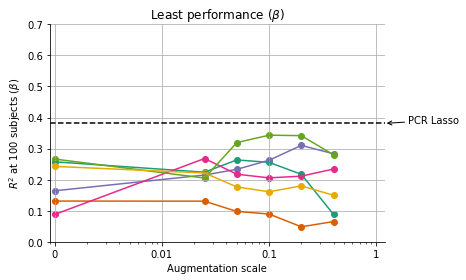 Least performance (β)
0.7
0.6
0.5
0.4
0.3
0.2
0.1
0.0
R² at 100 subjects (β)
PCR Lasso
0 0.01 0.1 1
Augmentation scale